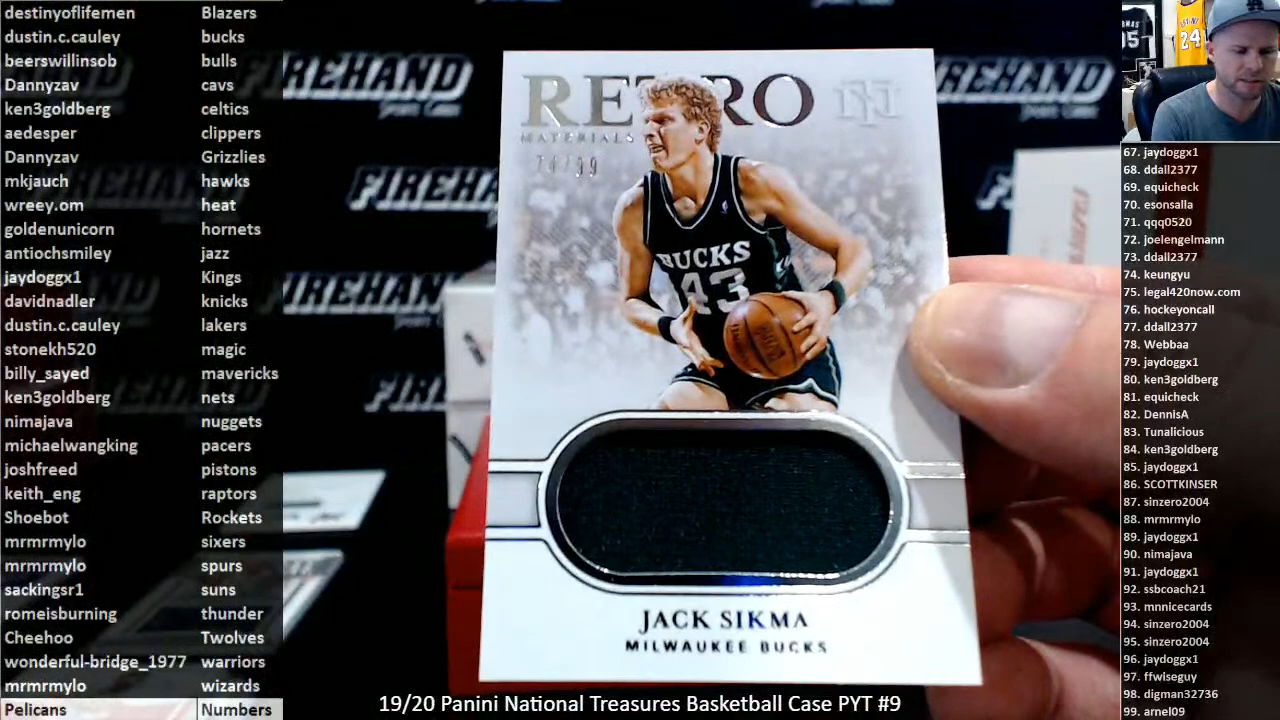 destinyoflifemen Blazers
dustin.c.cauley bucks
beerswillinsob bulls
Dannyzav cavs
ken3goldberg celtics
aedesper clippers
Dannyzav Grizzlies
mkjauch hawks
wreey.om heat
goldenunicorn hornets
antiochsmiley jazz
jaydoggx1 Kings
davidnadler knicks
dustin.c.cauley lakers
stonekh520 magic
billy_sayed mavericks
ken3goldberg nets
nimajava nuggets
michaelwangking pacers
joshfreed pistons
keith_eng raptors
Shoebot Rockets
mrmrmylo sixers
mrmrmylo spurs
sackingsr1 suns
romeisburning thunder
Cheehoo Twolves
wonderful-bridge_1977 warriors
mrmrmylo wizards
Pelicans Numbers
FIREHAND
FIREHAND
FIREHAND
FIREHAND
RETRO
MATERIALS
74/99
BUCKS
43
JACK SIKMA
MILWAUKEE BUCKS
19/20 Panini National Treasures Basketball Case PYT #9
24
67. jaydoggx1
68. ddall2377
69. equicheck
70. esonsalla
71. qqq0520
72. joelengelmann
73. ddall2377
74. keungyu
75. legal420now.com
76. hockeyoncall
77. ddall2377
78. Webbaa
79. jaydoggx1
80. ken3goldberg
81. equicheck
82. DennisA
83. Tunalicious
84. ken3goldberg
85. jaydoggx1
86. SCOTTKINSER
87. sinzero2004
88. mrmrmylo
89. jaydoggx1
90. nimajava
91. jaydoggx1
92. ssbcoach21
93. mnnicecards
94. sinzero2004
95. sinzero2004
96. jaydoggx1
97. ffwiseguy
98. digman32736
99. arnel09